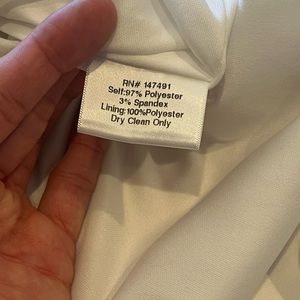 RN# 147491
Self:97% Polyester
3% Spandex
Lining:100%Polyester
Dry Clean Only